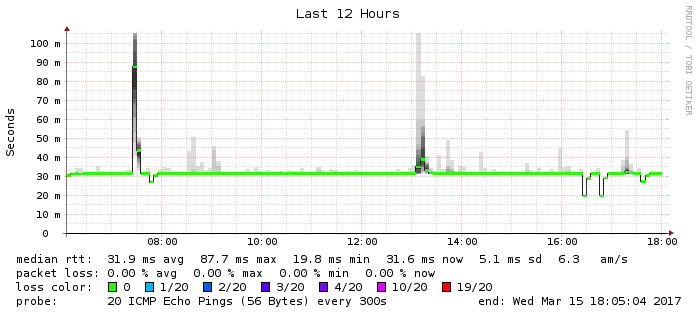 Last 12 Hours
RRDTOOL / TOBI OETIKER
Seconds
100 m
90 m
80 m
70 m
60 m
50 m
40 m
30 m
20 m
10 m
0
08:00 10:00 12:00 14:00 16:00 18:00
median rtt: 31.9 ms avg 87.7 ms max 19.8 ms min 31.6 ms now 5.1 ms sd 6.3 am/s
packet loss: 0.00 % avg 0.00 % max 0.00 % min 0.00 % now
loss color: 0 1/20 2/20 3/20 4/20 10/20 19/20
probe: 20 ICMP Echo Pings (56 Bytes) every 300s end: Wed Mar 15 18:05:04 2017